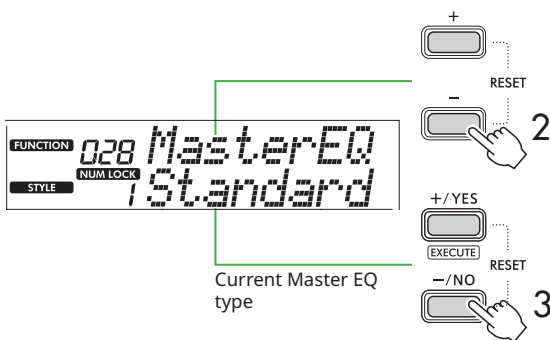 +
RESET
−
2
FUNCTION 028 MasterEQ
NUM LOCK
STYLE 1 Standard
+/YES
EXECUTE
RESET
−/NO
3
Current Master EQ
type